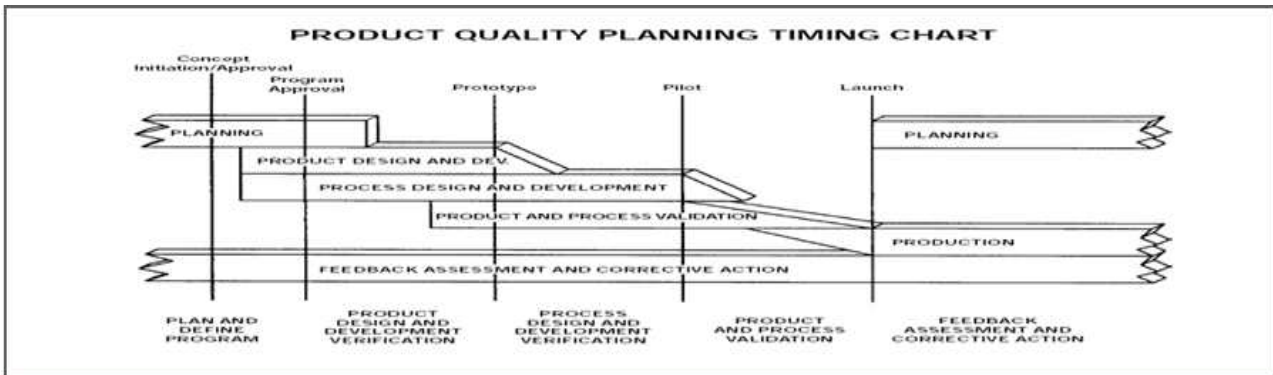 PRODUCT QUALITY PLANNING TIMING CHART
Concept
Initiation/Approval
Program
Approval
Prototype
Pilot
Launch
PLANNING
PLANNING
PRODUCT DESIGN AND DEV.
PROCESS DESIGN AND DEVELOPMENT
PRODUCT AND PROCESS VALIDATION
PRODUCTION
FEEDBACK ASSESSMENT AND CORRECTIVE ACTION
PLAN AND
DEFINE
PROGRAM
PRODUCT
DESIGN AND
DEVELOPMENT
VERIFICATION
PROCESS
DESIGN AND
DEVELOPMENT
VERIFICATION
PRODUCT
AND PROCESS
VALIDATION
FEEDBACK
ASSESSMENT AND
CORRECTIVE ACTION